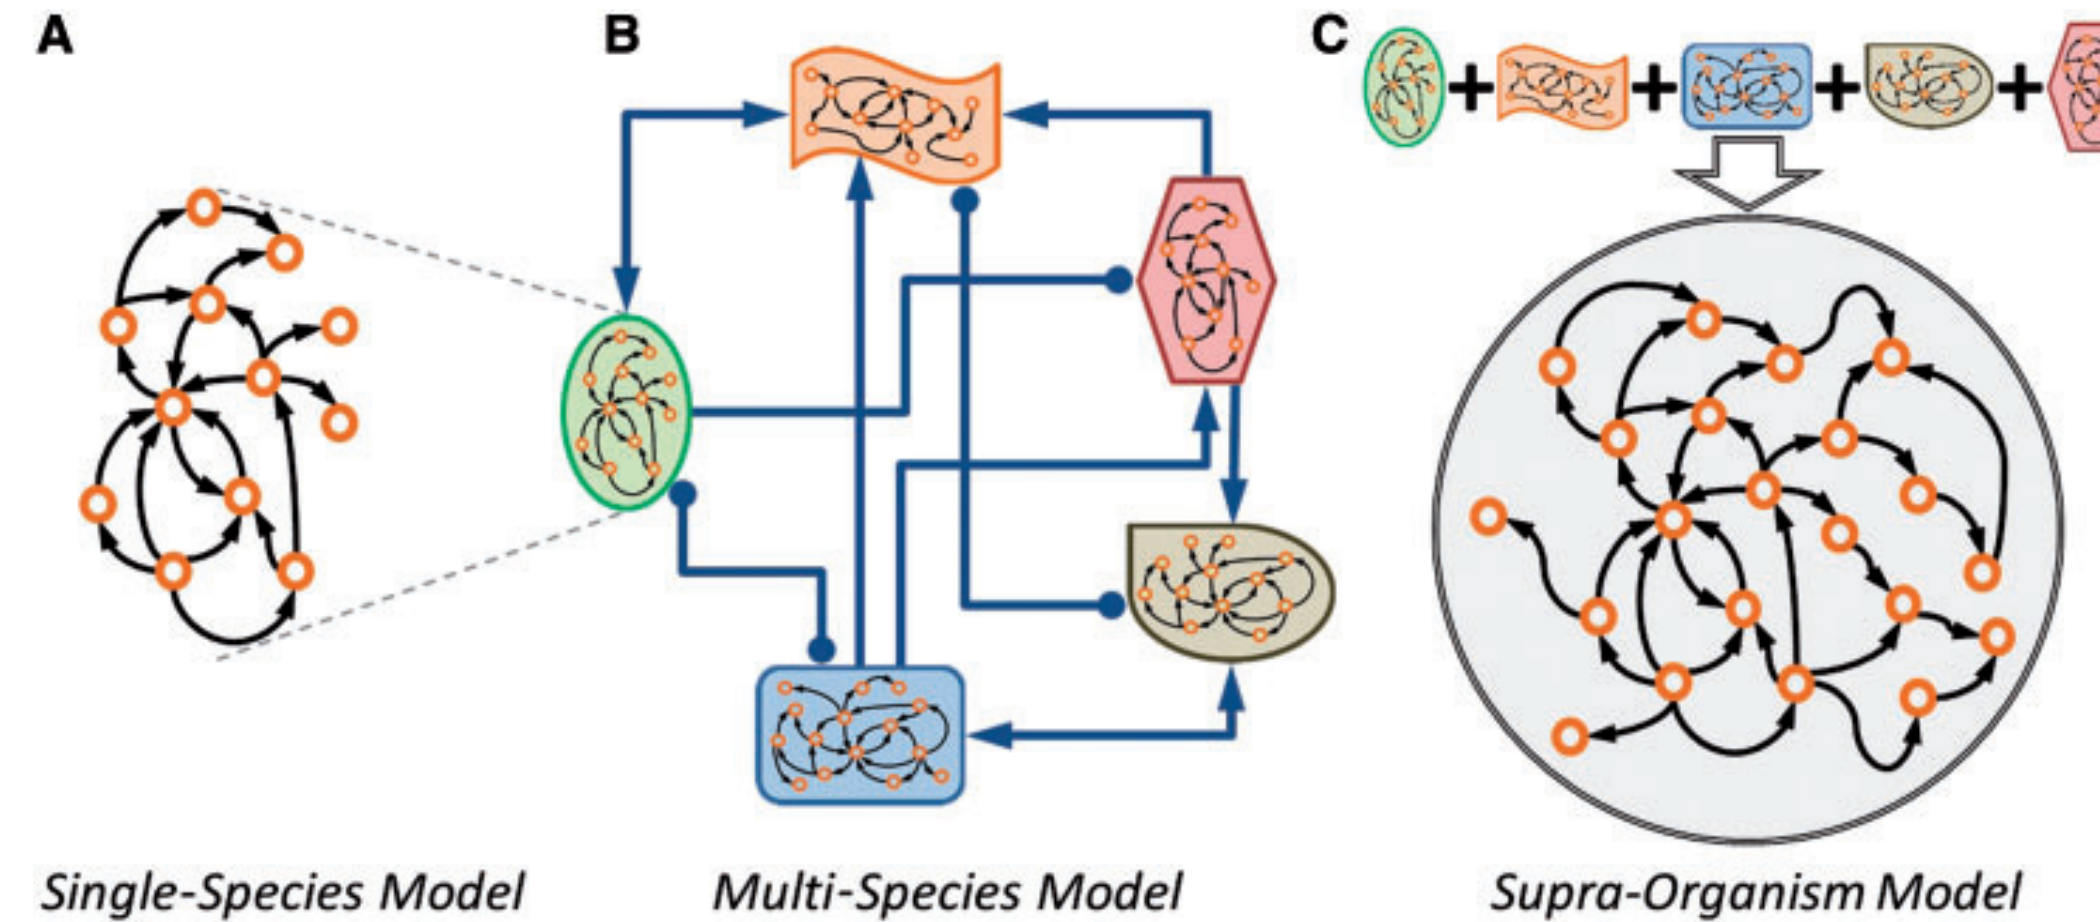 A
B
C
+ + + +
Single-Species Model
Multi-Species Model
Supra-Organism Model